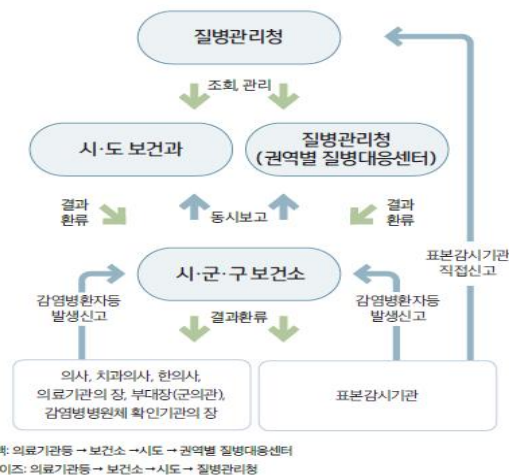 질병관리청
조회, 관리
시·도 보건과
질병관리청
(권역별 질병대응센터)
결과
환류
동시보고
결과
환류
표본감시기관
직접신고
시·군·구 보건소
감염병환자등
발생신고
결과환류
감염병환자등
발생신고
의사, 치과의사, 한의사,
의료기관의 장, 부대장(군의관),
감염병병원체 확인기관의 장
표본감시기관
의료기관등 → 보건소 →시도 → 권역별 질병대응센터
의료기관등 → 보건소 →시도→ 질병관리청